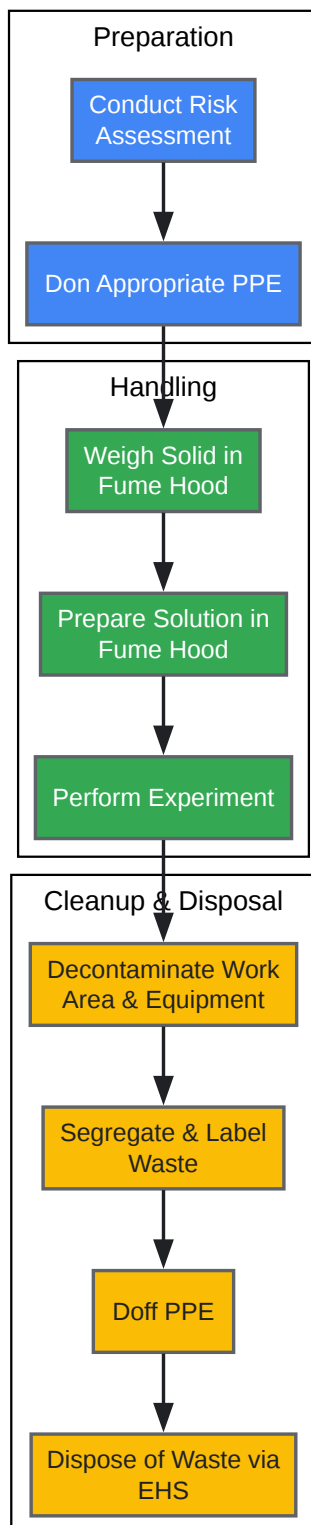 Preparation
Conduct Risk
Assessment
Don Appropriate PPE
Handling
Weigh Solid in
Fume Hood
Prepare Solution in
Fume Hood
Perform Experiment
Cleanup & Disposal
Decontaminate Work
Area & Equipment
Segregate & Label
Waste
Doff PPE
Dispose of Waste via
EHS